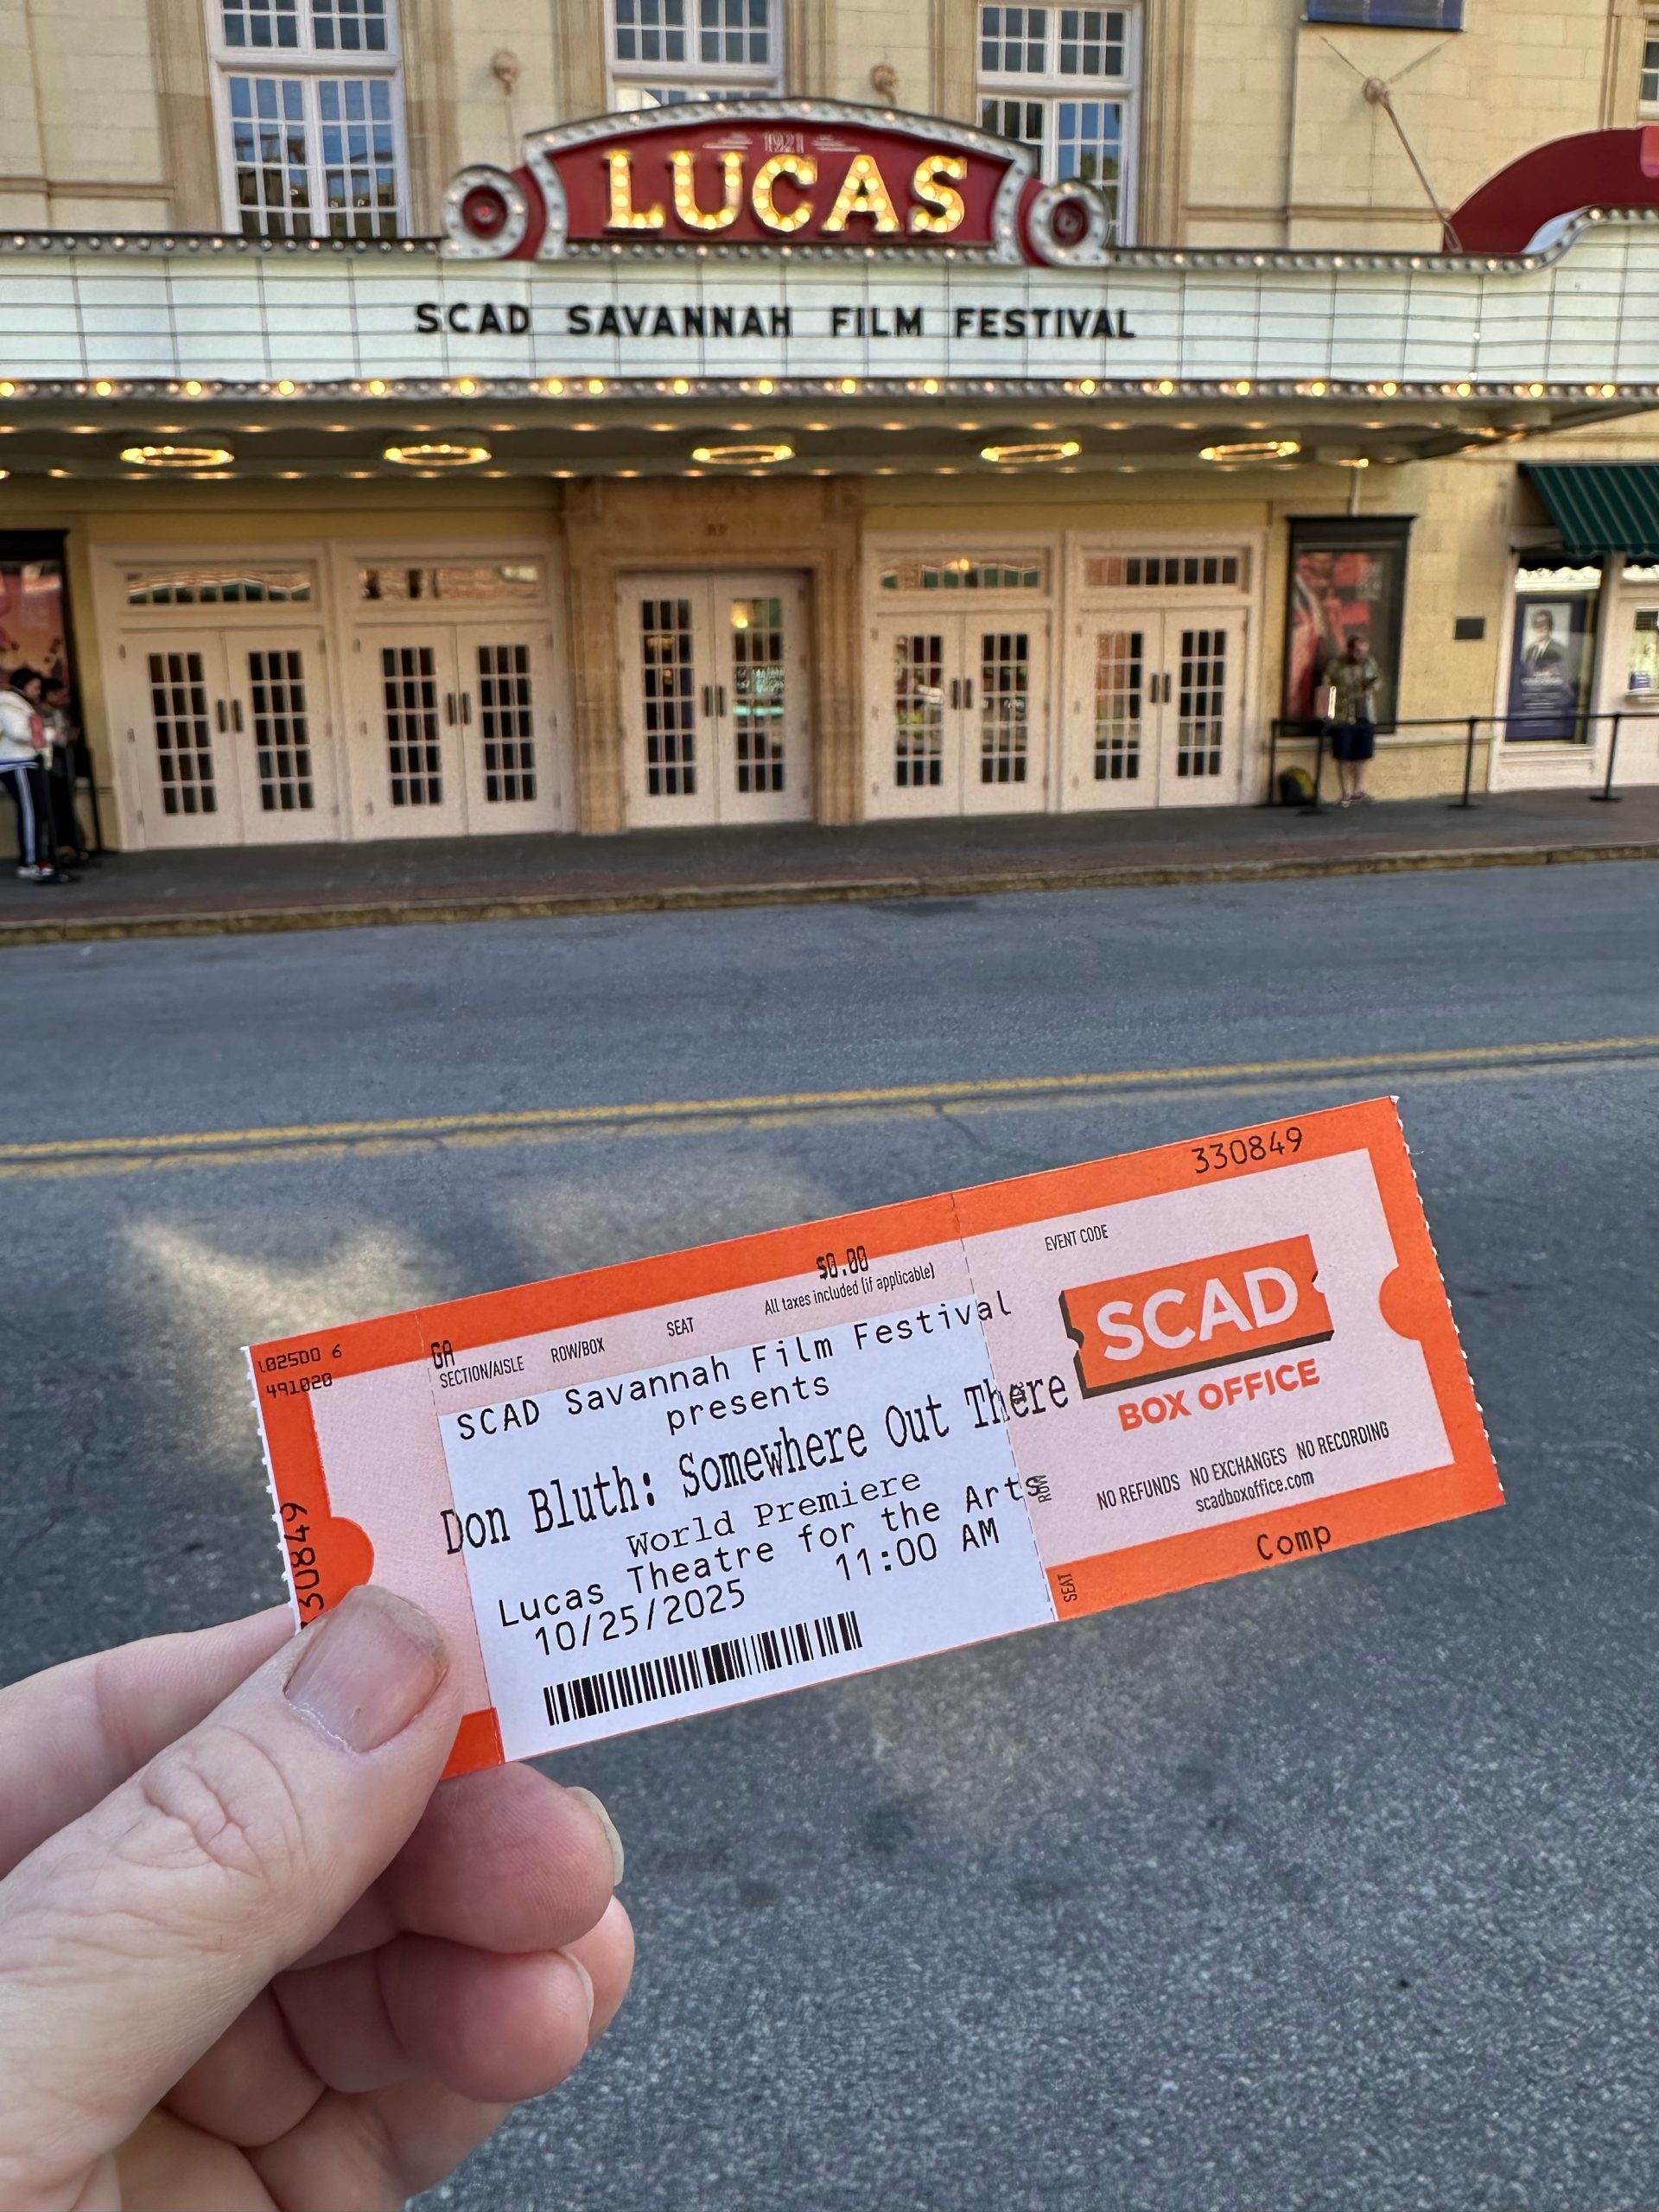 1921
LUCAS
SCAD SAVANNAH FILM FESTIVAL
330849
EVENT CODE
$0.00
All taxes included (if applicable)
L025DO 6
491020
GA
SECTION/AISLE ROW/BOX SEAT
SCAD Savannah Film Festival
presents
Don Bluth: Somewhere Out There
World Premiere
Lucas Theatre for the Arts
10/25/2025 11:00 AM
30849
SCAD
BOX OFFICE
NO REFUNDS NO EXCHANGES NO RECORDING
scadboxoffice.com
ROW
SEAT
Comp